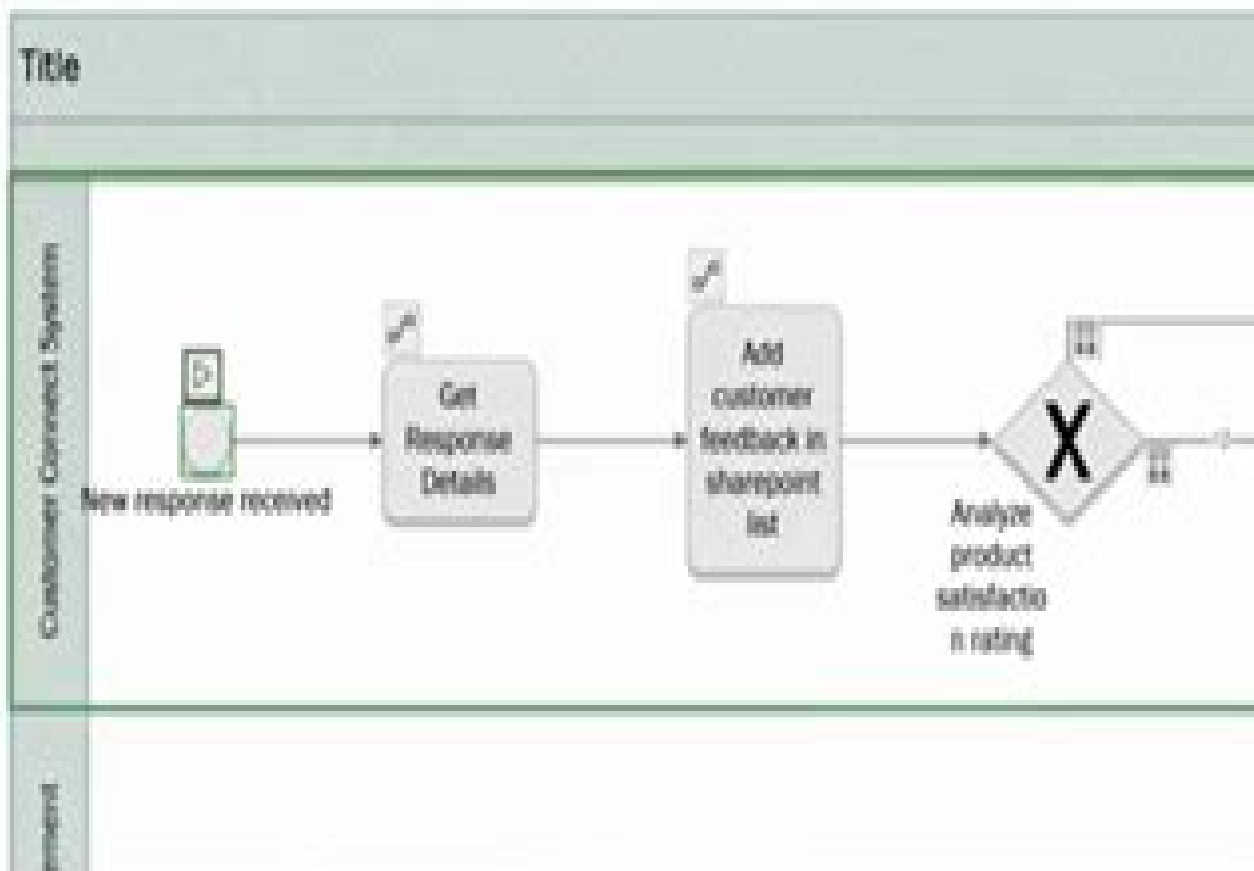 Title
Customer Connect System
New response received
Get
Response
Details
Add
customer
feedback in
sharepoint
list
X
Analyze
product
satisfactio
n rating
ement